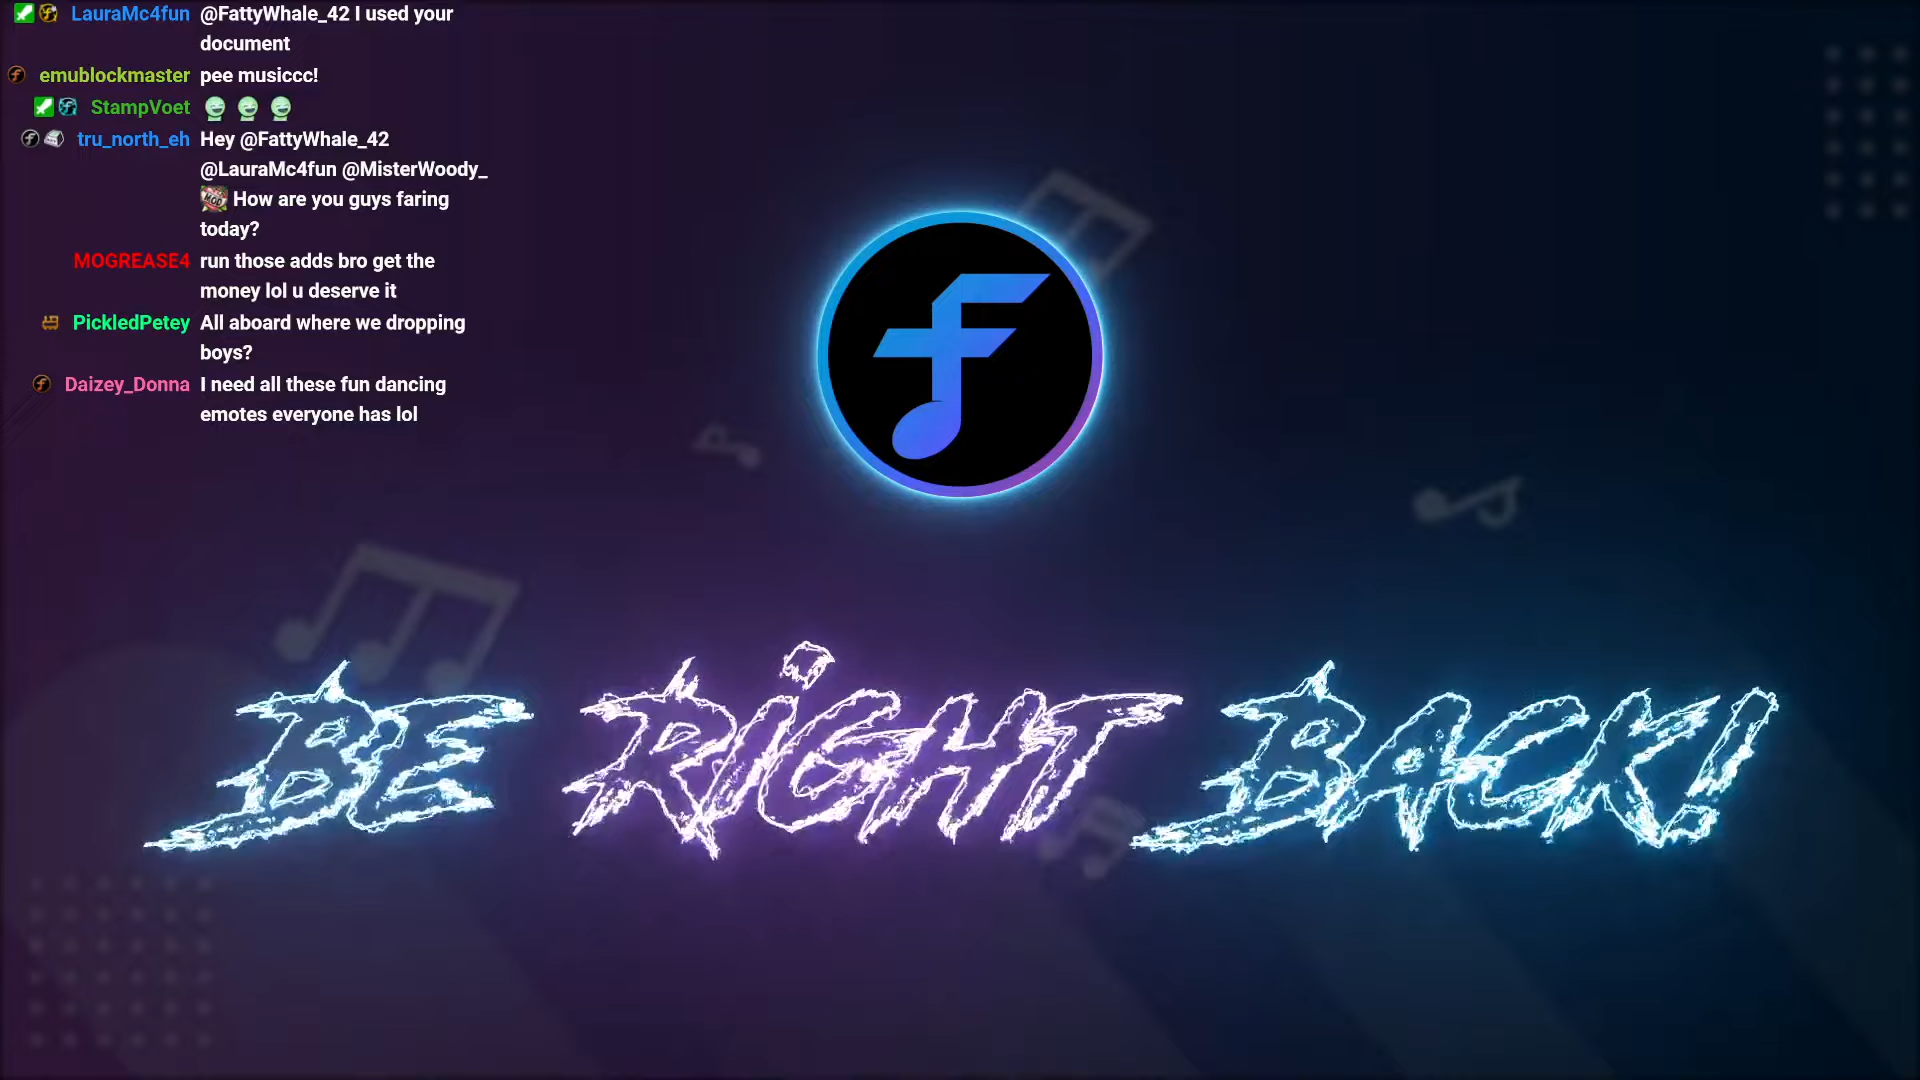 LauraMc4fun @FattyWhale_42 I used your
document
emublockmaster pee musiccc!
StampVoet
tru_north_eh Hey @FattyWhale_42
@LauraMc4fun @MisterWoody_
MOD How are you guys faring
today?
MOGREASE4 run those adds bro get the
money lol u deserve it
PickledPetey All aboard where we dropping
boys?
Daizey_Donna I need all these fun dancing
emotes everyone has lol
BE RIGHT BACK!